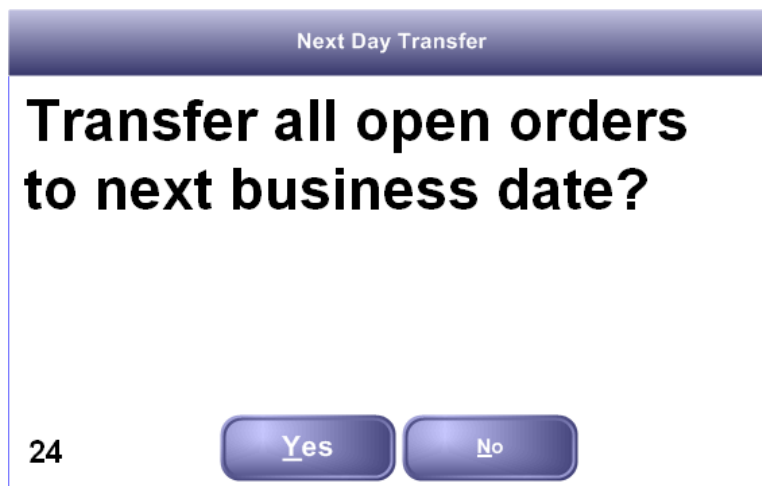 Next Day Transfer
Transfer all open orders
to next business date?
24
Yes
No